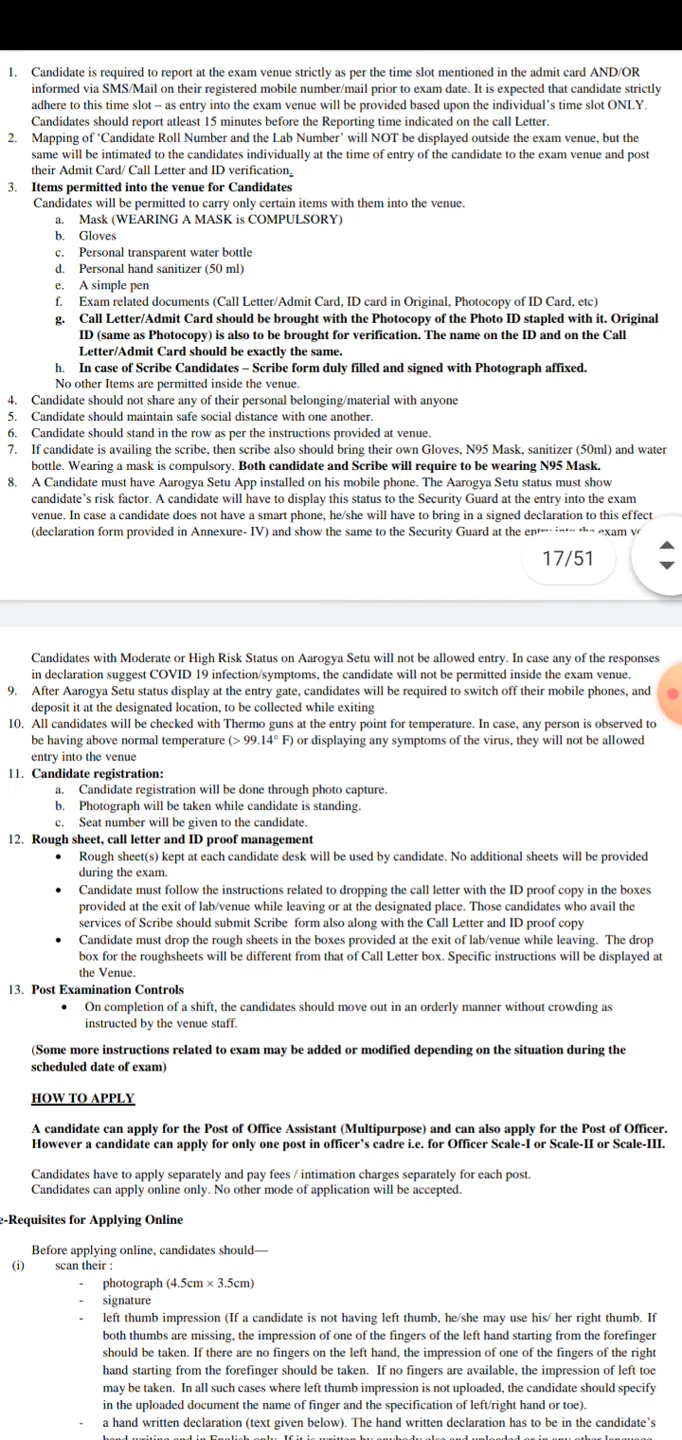 1. Candidate is required to report at the exam venue strictly as per the time slot mentioned in the admit card AND/OR
informed via SMS/Mail on their registered mobile number/mail prior to exam date. It is expected that candidate strictly
adhere to this time slot – as entry into the exam venue will be provided based upon the individual's time slot ONLY.
Candidates should report atleast 15 minutes before the Reporting time indicated on the call Letter.
2. Mapping of 'Candidate Roll Number and the Lab Number' will NOT be displayed outside the exam venue, but the
same will be intimated to the candidates individually at the time of entry of the candidate to the exam venue and post
their Admit Card/ Call Letter and ID verification.
3. Items permitted into the venue for Candidates
Candidates will be permitted to carry only certain items with them into the venue.
a. Mask (WEARING A MASK is COMPULSORY)
b. Gloves
c. Personal transparent water bottle
d. Personal hand sanitizer (50 ml)
e. A simple pen
f. Exam related documents (Call Letter/Admit Card, ID card in Original, Photocopy of ID Card, etc)
g. Call Letter/Admit Card should be brought with the Photocopy of the Photo ID stapled with it. Original
ID (same as Photocopy) is also to be brought for verification. The name on the ID and on the Call
Letter/Admit Card should be exactly the same.
h. In case of Scribe Candidates – Scribe form duly filled and signed with Photograph affixed.
No other Items are permitted inside the venue.
4. Candidate should not share any of their personal belonging/material with anyone
5. Candidate should maintain safe social distance with one another.
6. Candidate should stand in the row as per the instructions provided at venue.
7. If candidate is availing the scribe, then scribe also should bring their own Gloves, N95 Mask, sanitizer (50ml) and water
bottle. Wearing a mask is compulsory. Both candidate and Scribe will require to be wearing N95 Mask.
8. A Candidate must have Aarogya Setu App installed on his mobile phone. The Aarogya Setu status must show
candidate's risk factor. A candidate will have to display this status to the Security Guard at the entry into the exam
venue. In case a candidate does not have a smart phone, he/she will have to bring in a signed declaration to this effect
(declaration form provided in Annexure- IV) and show the same to the Security Guard at the entry into the exam
17/51
Candidates with Moderate or High Risk Status on Aarogya Setu will not be allowed entry. In case any of the responses
in declaration suggest COVID 19 infection/symptoms, the candidate will not be permitted inside the exam venue.
9. After Aarogya Setu status display at the entry gate, candidates will be required to switch off their mobile phones, and
deposit it at the designated location, to be collected while exiting
10. All candidates will be checked with Thermo guns at the entry point for temperature. In case, any person is observed to
be having above normal temperature (> 99.14° F) or displaying any symptoms of the virus, they will not be allowed
entry into the venue
11. Candidate registration:
a. Candidate registration will be done through photo capture.
b. Photograph will be taken while candidate is standing.
c. Seat number will be given to the candidate.
12. Rough sheet, call letter and ID proof management
• Rough sheet(s) kept at each candidate desk will be used by candidate. No additional sheets will be provided
during the exam.
• Candidate must follow the instructions related to dropping the call letter with the ID proof copy in the boxes
provided at the exit of lab/venue while leaving or at the designated place. Those candidates who avail the
services of Scribe should submit Scribe form also along with the Call Letter and ID proof copy
• Candidate must drop the rough sheets in the boxes provided at the exit of lab/venue while leaving. The drop
box for the roughsheets will be different from that of Call Letter box. Specific instructions will be displayed at
the Venue.
13. Post Examination Controls
• On completion of a shift, the candidates should move out in an orderly manner without crowding as
instructed by the venue staff.
(Some more instructions related to exam may be added or modified depending on the situation during the
scheduled date of exam)
HOW TO APPLY
A candidate can apply for the Post of Office Assistant (Multipurpose) and can also apply for the Post of Officer.
However a candidate can apply for only one post in officer's cadre i.e. for Officer Scale-I or Scale-II or Scale-III.
Candidates have to apply separately and pay fees / intimation charges separately for each post.
Candidates can apply online only. No other mode of application will be accepted.
e-Requisites for Applying Online
Before applying online, candidates should—
(i) scan their :
- photograph (4.5cm × 3.5cm)
- signature
- left thumb impression (If a candidate is not having left thumb, he/she may use his/ her right thumb. If
both thumbs are missing, the impression of one of the fingers of the left hand starting from the forefinger
should be taken. If there are no fingers on the left hand, the impression of one of the fingers of the right
hand starting from the forefinger should be taken. If no fingers are available, the impression of left toe
may be taken. In all such cases where left thumb impression is not uploaded, the candidate should specify
in the uploaded document the name of finger and the specification of left/right hand or toe).
- a hand written declaration (text given below). The hand written declaration has to be in the candidate's